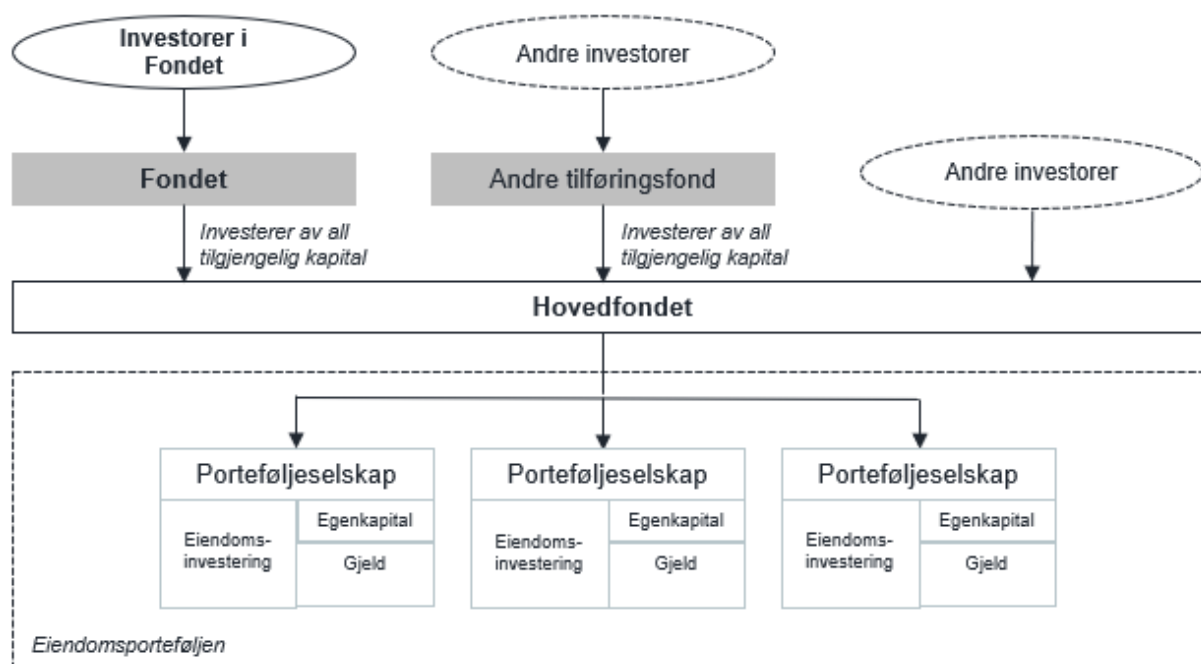 Investorer i
Fondet
Andre investorer
Fondet
Andre tilføringsfond
Andre investorer
Investerer av all
tilgjengelig kapital
Investerer av all
tilgjengelig kapital
Hovedfondet
Porteføljeselskap
Eiendoms-
investering
Egenkapital
Gjeld
Porteføljeselskap
Eiendoms-
investering
Egenkapital
Gjeld
Porteføljeselskap
Eiendoms-
investering
Egenkapital
Gjeld
Eiendomsporteføljen